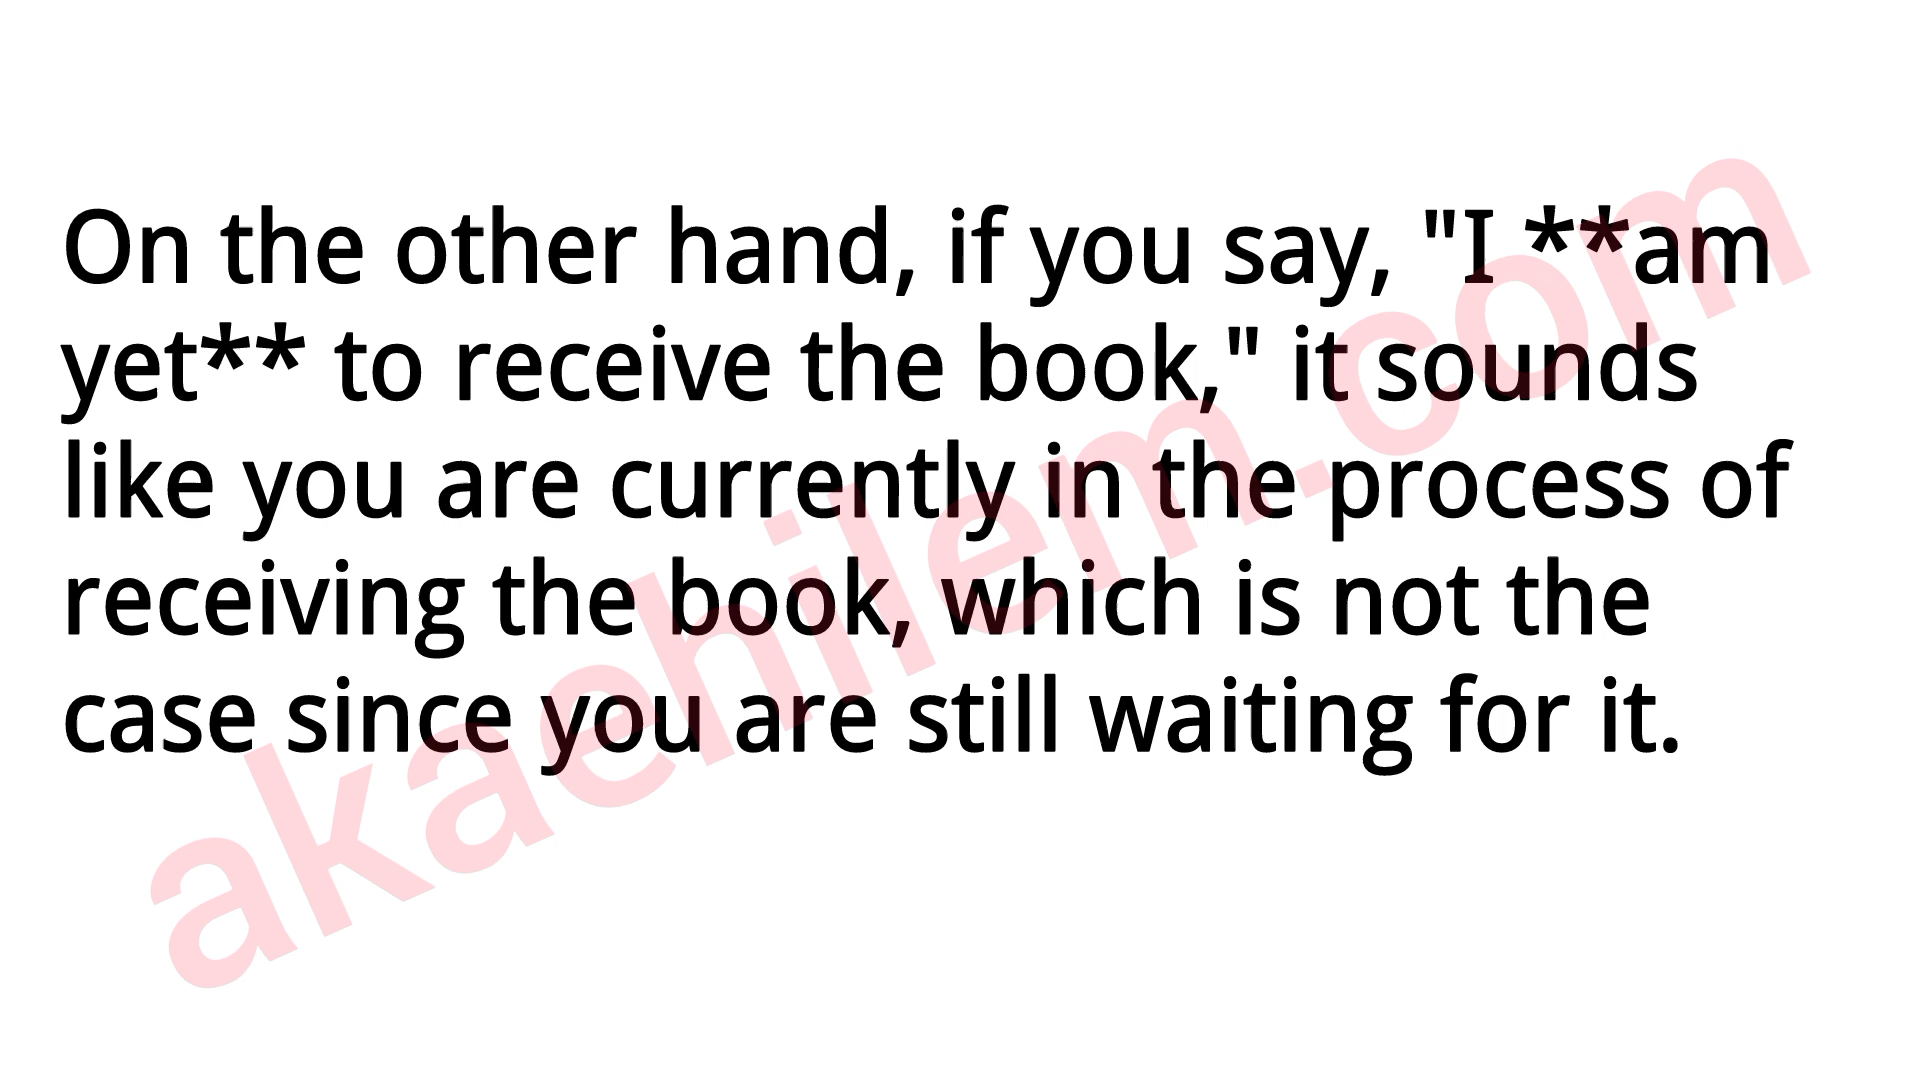 On the other hand, if you say, "I **am
yet** to receive the book," it sounds
like you are currently in the process of
receiving the book, which is not the
case since you are still waiting for it.
akaehilem.com